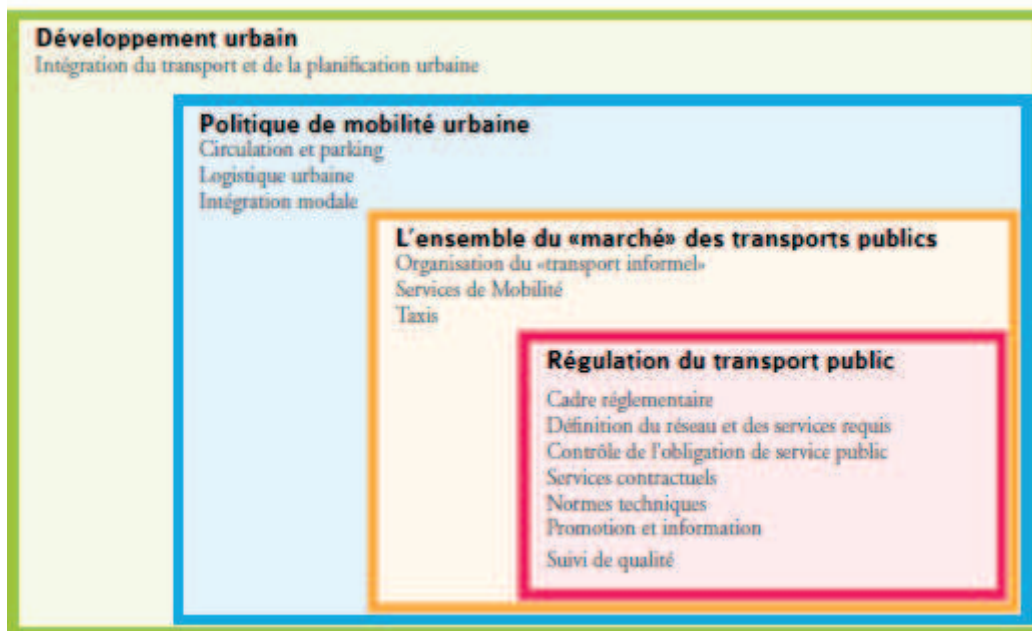 Développement urbain
Intégration du transport et de la planification urbaine
Politique de mobilité urbaine
Circulation et parking
Logistique urbaine
Intégration modale
L'ensemble du «marché» des transports publics
Organisation du «transport informel»
Services de Mobilité
Taxis
Régulation du transport public
Cadre réglementaire
Définition du réseau et des services requis
Contrôle de l'obligation de service public
Services contractuels
Normes techniques
Promotion et information
Suivi de qualité